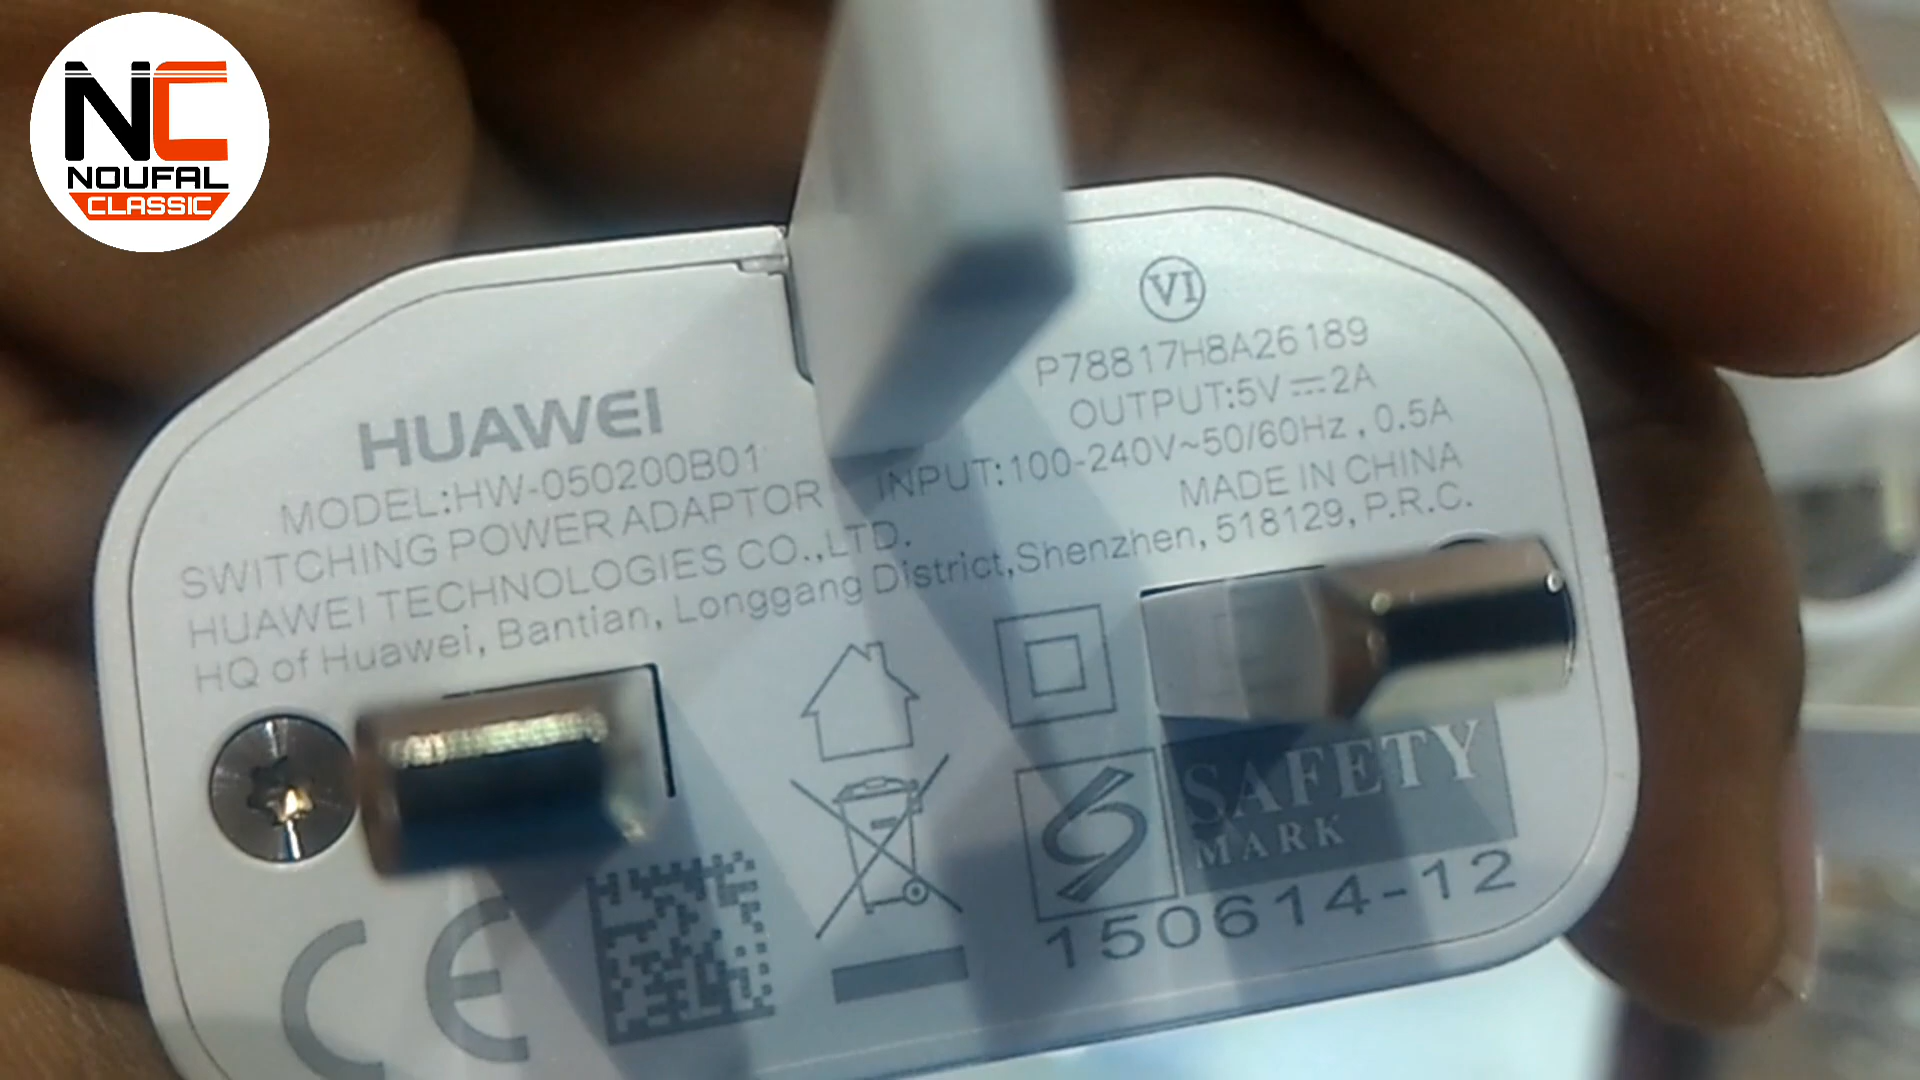 NC
NOUFAL
CLASSIC
HUAWEI
MODEL:HW-050200B01
SWITCHING POWER ADAPTOR
HUAWEI TECHNOLOGIES CO.,LTD.
HQ of Huawei, Bantian, Longgang District,Shenzhen, 518129, P.R.C.
VI
P78817H8A26189
OUTPUT:5V ⎓ 2A
INPUT:100-240V~50/60Hz , 0.5A
MADE IN CHINA
SAFETY
MARK
150614-12
CE